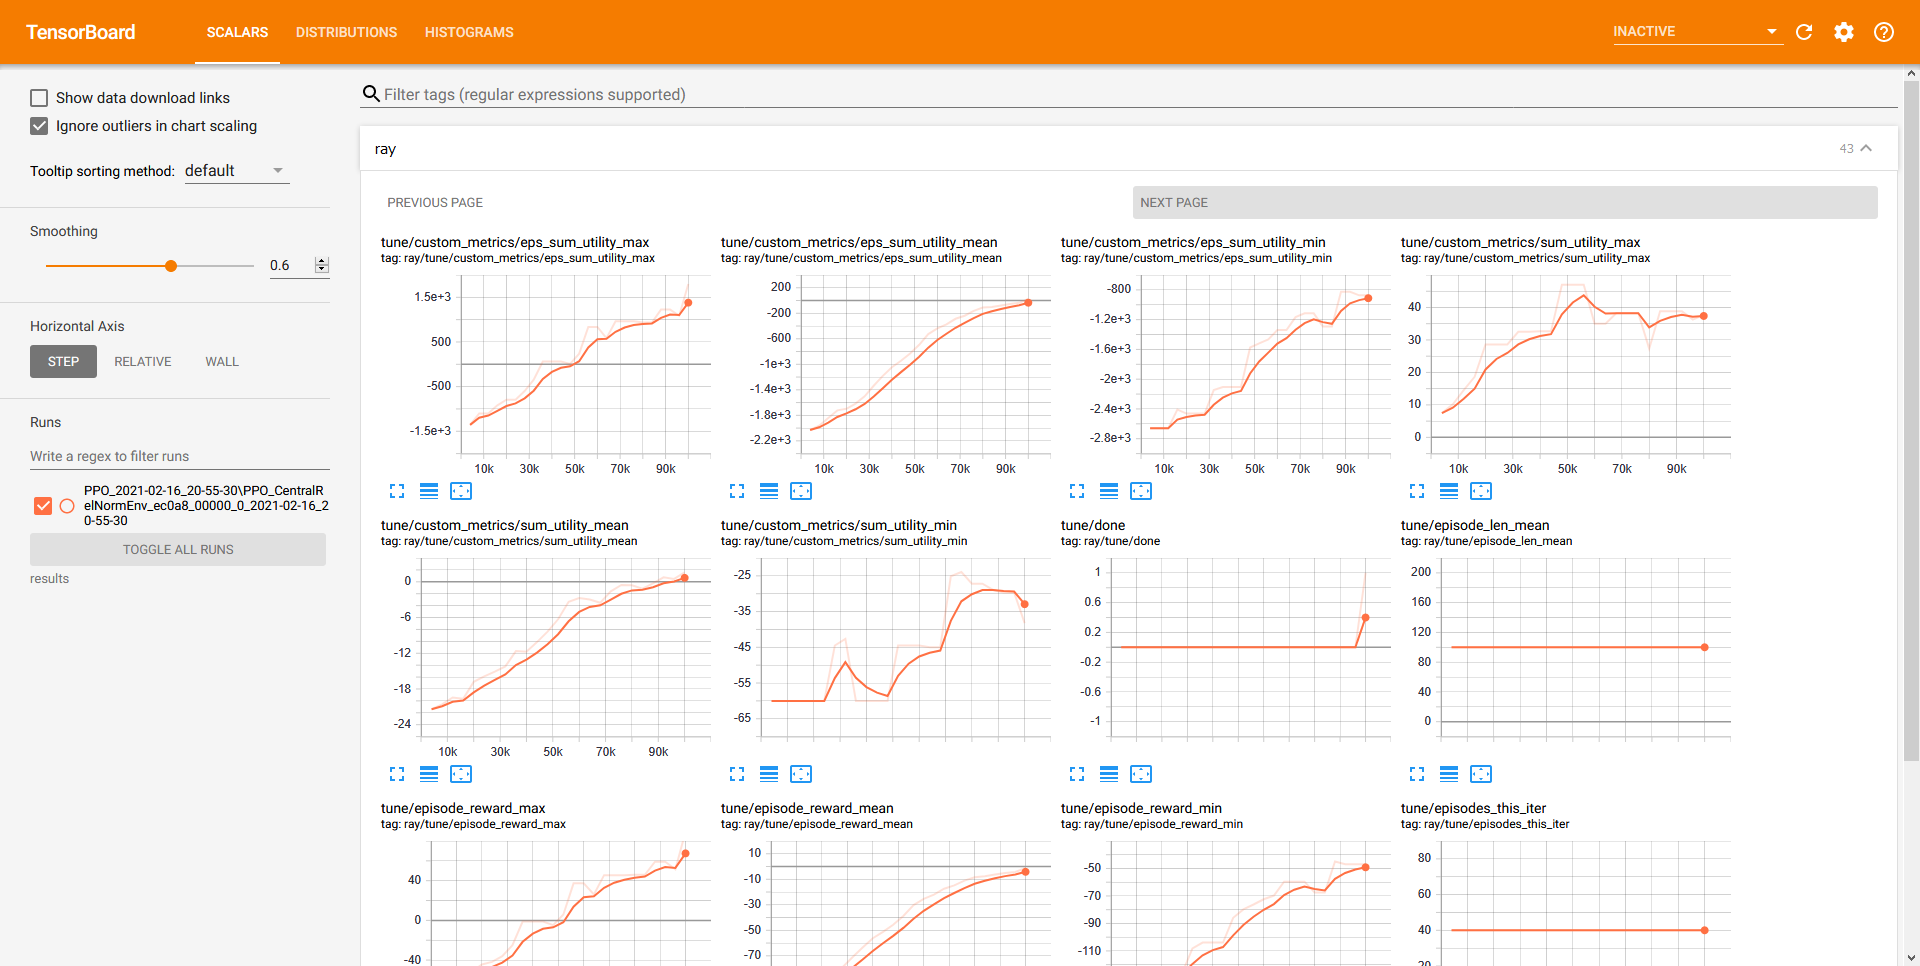 TensorBoard
SCALARS DISTRIBUTIONS HISTOGRAMS
INACTIVE
Show data download links
Ignore outliers in chart scaling
Tooltip sorting method: default
Smoothing
0.6
Horizontal Axis
STEP RELATIVE WALL
Runs
Write a regex to filter runs
PPO_2021-02-16_20-55-30\PPO_CentralR
elNormEnv_ec0a8_00000_0_2021-02-16_2
0-55-30
TOGGLE ALL RUNS
results
Filter tags (regular expressions supported)
ray
43
PREVIOUS PAGE
NEXT PAGE
tune/custom_metrics/eps_sum_utility_max
tag: ray/tune/custom_metrics/eps_sum_utility_max
1.5e+3
500
-500
-1.5e+3
10k 30k 50k 70k 90k
tune/custom_metrics/eps_sum_utility_mean
tag: ray/tune/custom_metrics/eps_sum_utility_mean
200
-200
-600
-1e+3
-1.4e+3
-1.8e+3
-2.2e+3
10k 30k 50k 70k 90k
tune/custom_metrics/eps_sum_utility_min
tag: ray/tune/custom_metrics/eps_sum_utility_min
-800
-1.2e+3
-1.6e+3
-2e+3
-2.4e+3
-2.8e+3
10k 30k 50k 70k 90k
tune/custom_metrics/sum_utility_max
tag: ray/tune/custom_metrics/sum_utility_max
40
30
20
10
0
10k 30k 50k 70k 90k
tune/custom_metrics/sum_utility_mean
tag: ray/tune/custom_metrics/sum_utility_mean
0
-6
-12
-18
-24
10k 30k 50k 70k 90k
tune/custom_metrics/sum_utility_min
tag: ray/tune/custom_metrics/sum_utility_min
-25
-35
-45
-55
-65
tune/done
tag: ray/tune/done
1
0.6
0.2
-0.2
-0.6
-1
tune/episode_len_mean
tag: ray/tune/episode_len_mean
200
160
120
80
40
0
tune/episode_reward_max
tag: ray/tune/episode_reward_max
40
0
-40
tune/episode_reward_mean
tag: ray/tune/episode_reward_mean
10
-10
-30
-50
-70
tune/episode_reward_min
tag: ray/tune/episode_reward_min
-50
-70
-90
-110
tune/episodes_this_iter
tag: ray/tune/episodes_this_iter
80
60
40
20